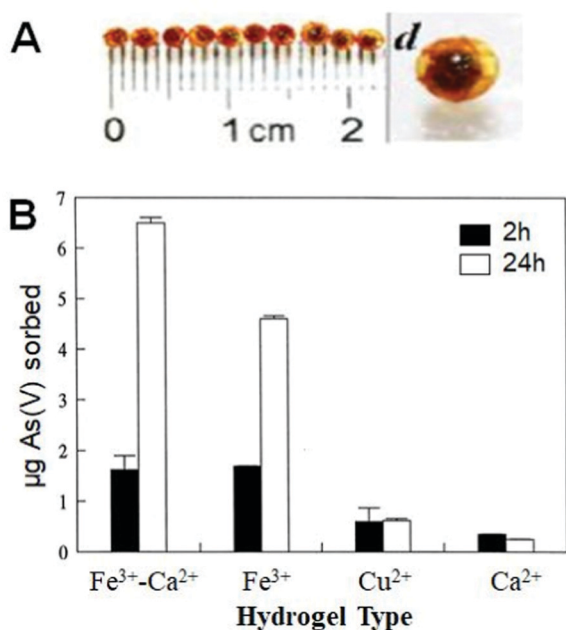 A
d
0 1 cm 2
B
7
6
5
4
3
2
1
0
µg As(V) sorbed
2h
24h
Fe³⁺-Ca²⁺ Fe³⁺ Cu²⁺ Ca²⁺
Hydrogel Type